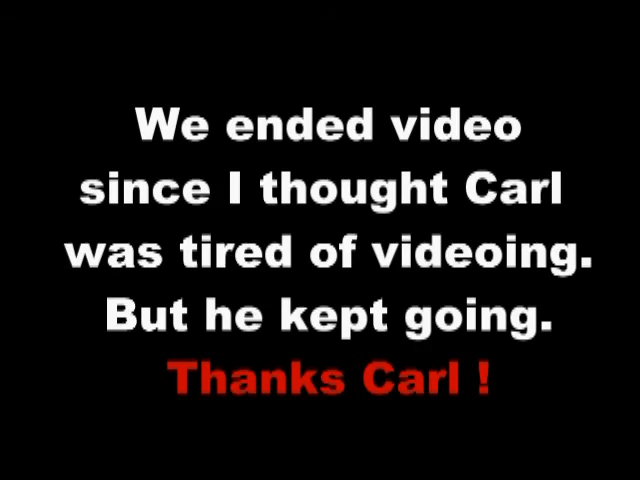 We ended video
since I thought Carl
was tired of videoing.
But he kept going.
Thanks Carl !